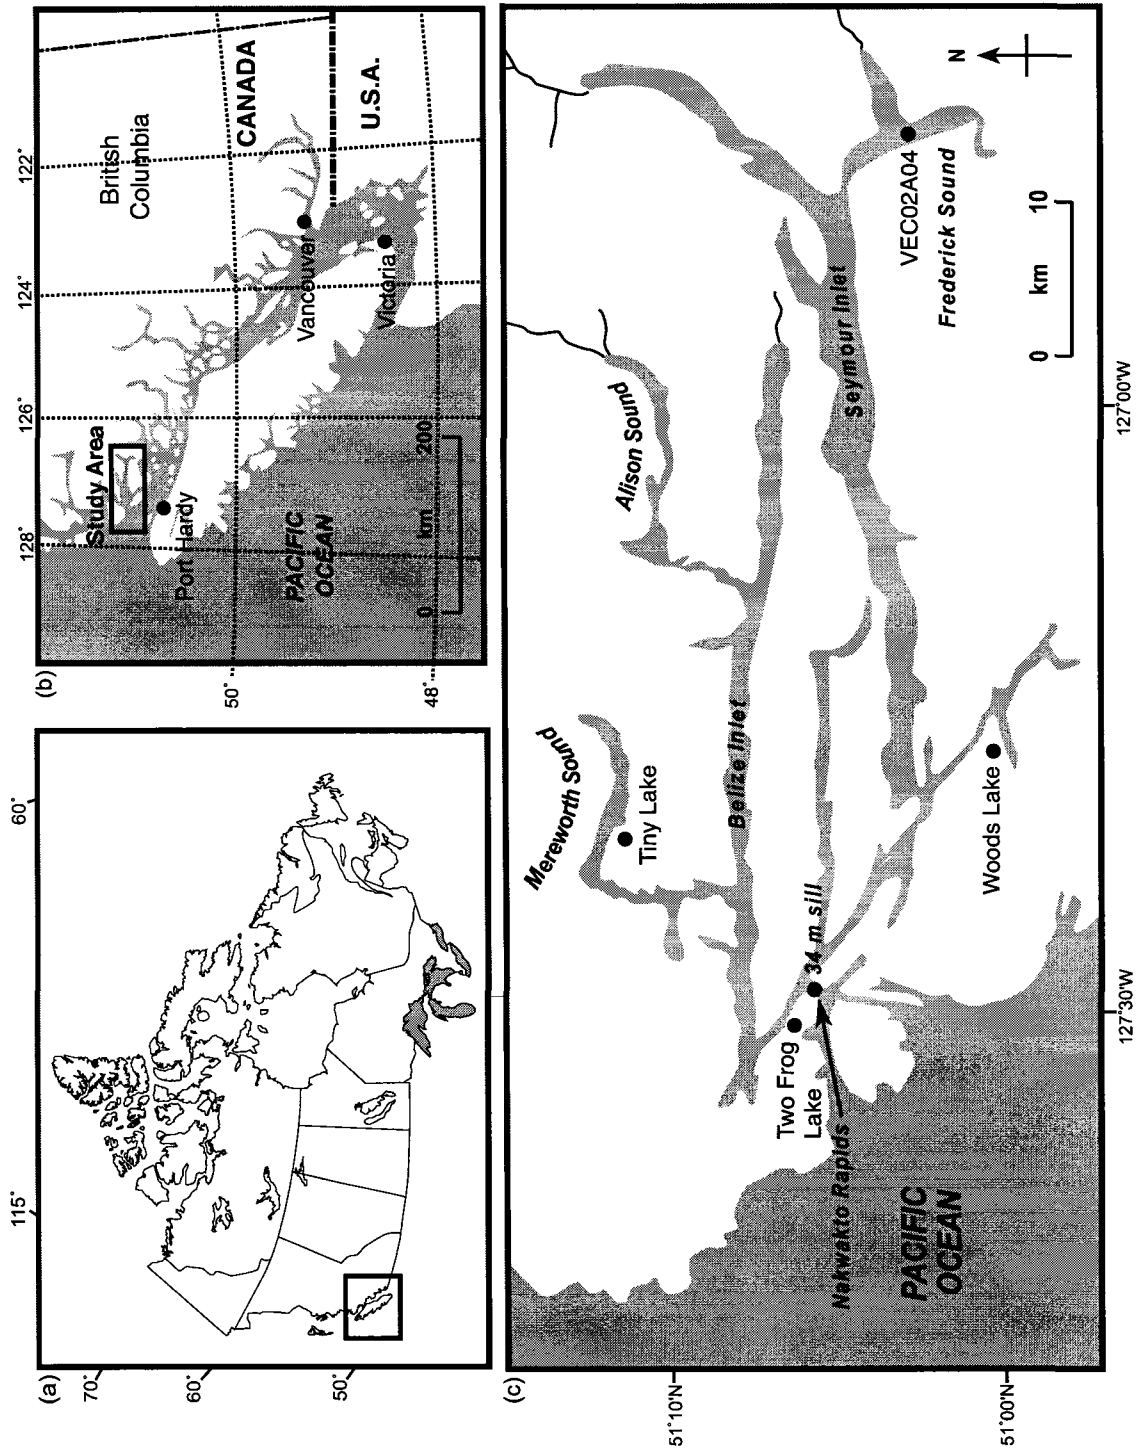 (a)
115°
60°
70°
60°
50°
(b)
128°
126°
124°
122°
50°
48°
Study Area
Port Hardy
British
Columbia
CANADA
U.S.A.
Vancouver
Victoria
PACIFIC
OCEAN
0
km
200
(c)
51°10'N
51°00'N
127°30'W
127°00'W
Mereworth Sound
Tiny Lake
Alison Sound
Belize Inlet
Seymour Inlet
Two Frog
Lake
34 m sill
Nakwakto Rapids
Woods Lake
VEC02A04
Frederick Sound
PACIFIC
OCEAN
N
0
km
10